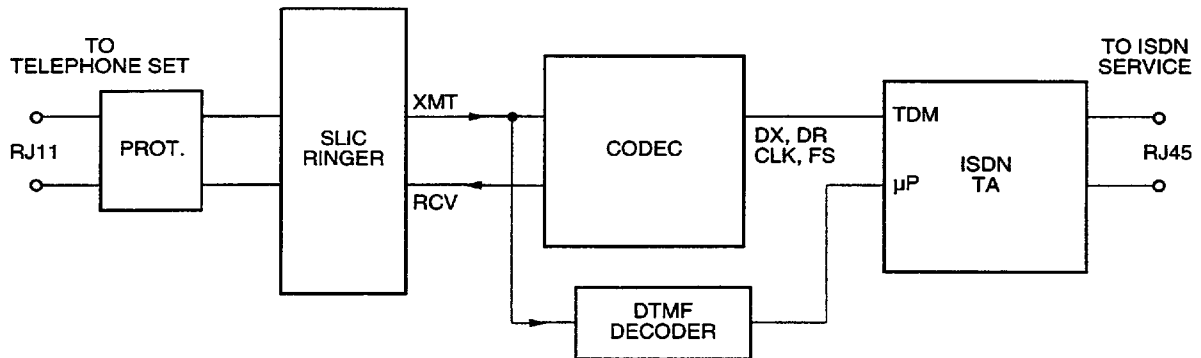 TO
TELEPHONE SET
RJ11
PROT.
SLIC
RINGER
XMT
RCV
CODEC
DX, DR
CLK, FS
DTMF
DECODER
TDM
µP
ISDN
TA
TO ISDN
SERVICE
RJ45